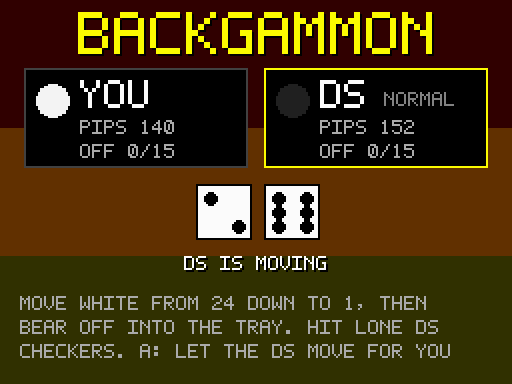 BACKGAMMON
YOU
PIPS 140
OFF 0/15
DS NORMAL
PIPS 152
OFF 0/15
DS IS MOVING
MOVE WHITE FROM 24 DOWN TO 1, THEN
BEAR OFF INTO THE TRAY. HIT LONE DS
CHECKERS. A: LET THE DS MOVE FOR YOU